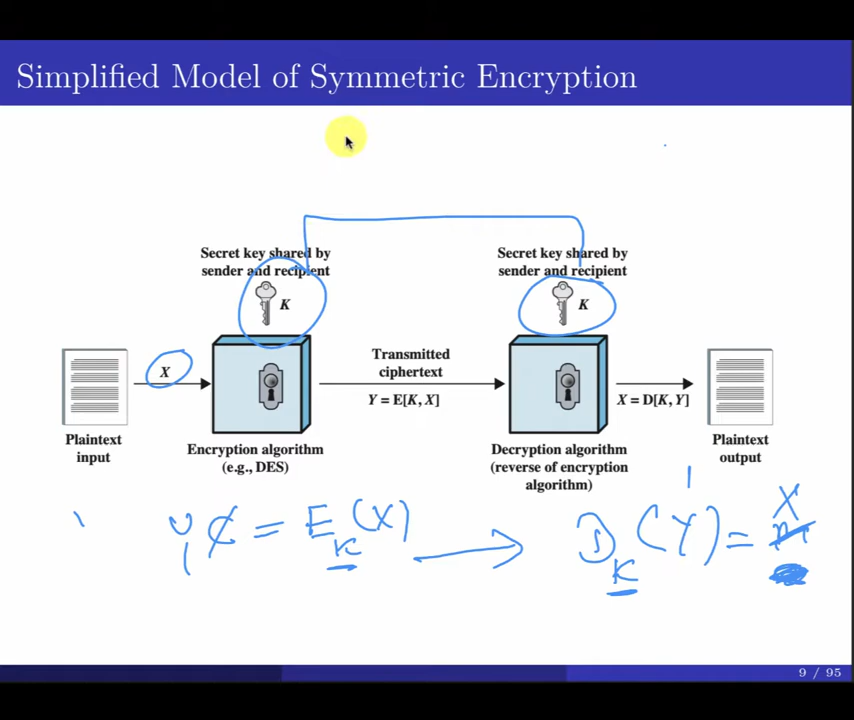 Simplified Model of Symmetric Encryption
Secret key shared by
sender and recipient
K
Secret key shared by
sender and recipient
K
X
Transmitted
ciphertext
Y = E[K, X]
X = D[K, Y]
Plaintext
input
Encryption algorithm
(e.g., DES)
Decryption algorithm
(reverse of encryption
algorithm)
Plaintext
output
Y = E_K(X) → D_K(Y) = X
9 / 95